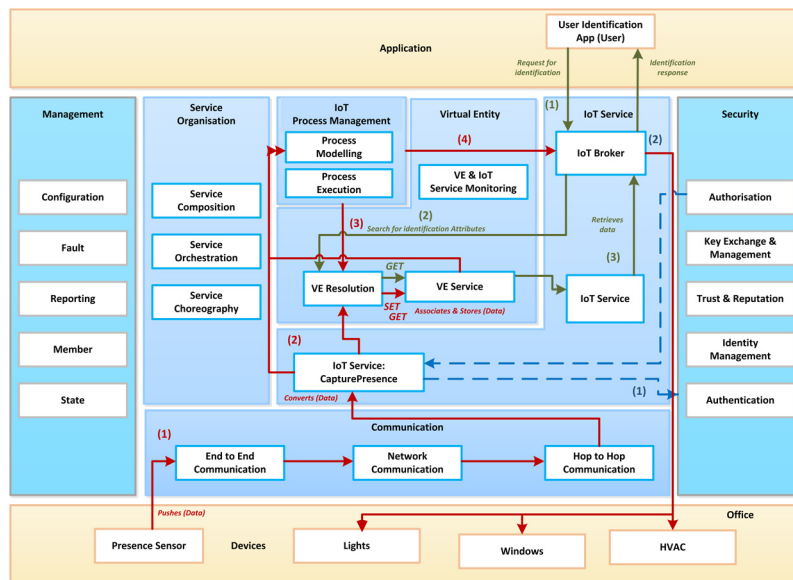 User Identification
App (User)
Application
Request for
identification
Identification
response
(1)
Management
Service
Organisation
IoT
Process Management
Virtual Entity
IoT Service
Security
Process
Modelling
(4)
IoT Broker
(2)
Process
Execution
VE & IoT
Service Monitoring
Configuration
Service
Composition
Authorisation
(3)
(2)
Search for identification Attributes
Retrieves
data
Fault
Service
Orchestration
Key Exchange &
Management
(3)
GET
VE Resolution
VE Service
IoT Service
Reporting
Service
Choreography
Trust & Reputation
SET
GET
Associates & Stores (Data)
(2)
Member
IoT Service:
CapturePresence
Identity
Management
(1)
State
Converts (Data)
Authentication
Communication
(1)
End to End
Communication
Network
Communication
Hop to Hop
Communication
Pushes (Data)
Office
Presence Sensor
Devices
Lights
Windows
HVAC